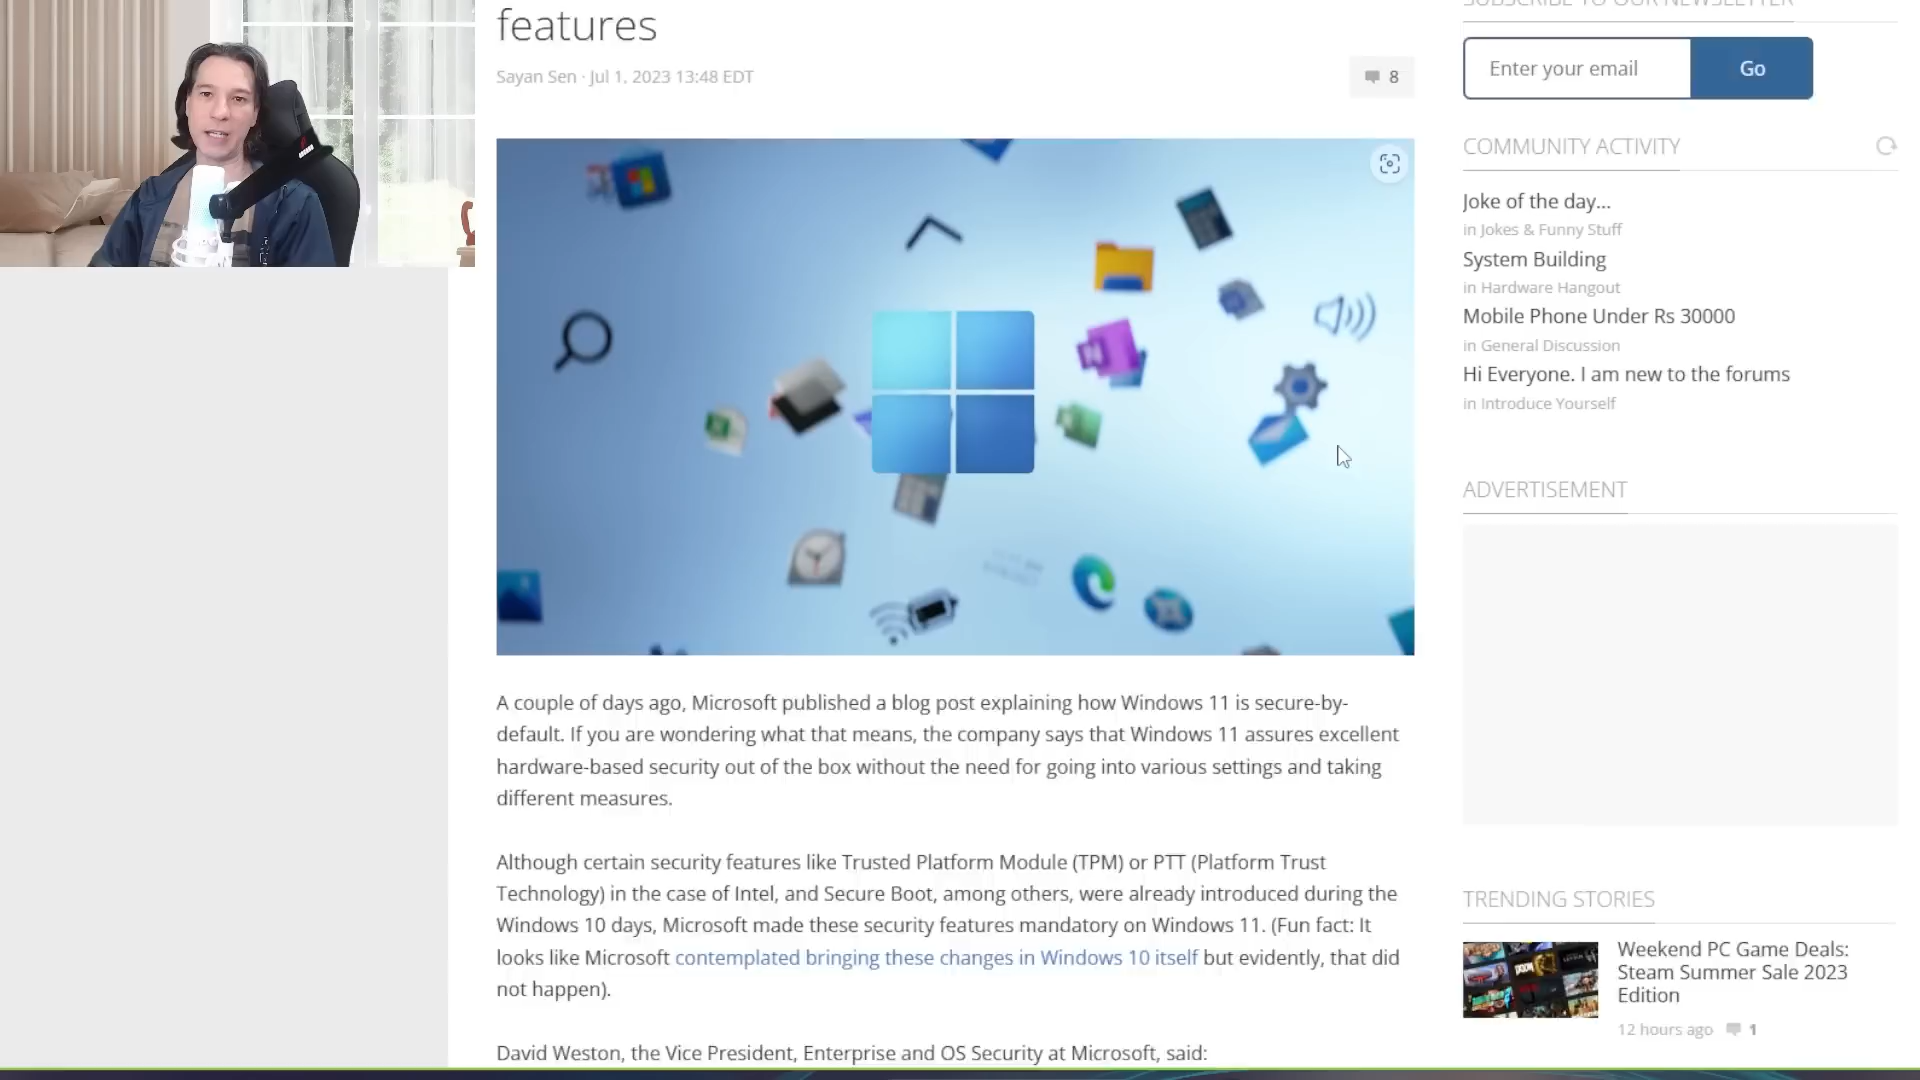 features
Sayan Sen · Jul 1, 2023 13:48 EDT
8
A couple of days ago, Microsoft published a blog post explaining how Windows 11 is secure-by-
default. If you are wondering what that means, the company says that Windows 11 assures excellent
hardware-based security out of the box without the need for going into various settings and taking
different measures.
Although certain security features like Trusted Platform Module (TPM) or PTT (Platform Trust
Technology) in the case of Intel, and Secure Boot, among others, were already introduced during the
Windows 10 days, Microsoft made these security features mandatory on Windows 11. (Fun fact: It
looks like Microsoft contemplated bringing these changes in Windows 10 itself but evidently, that did
not happen).
David Weston, the Vice President, Enterprise and OS Security at Microsoft, said:
SUBSCRIBE TO OUR NEWSLETTER
Enter your email
Go
COMMUNITY ACTIVITY
Joke of the day...
in Jokes & Funny Stuff
System Building
in Hardware Hangout
Mobile Phone Under Rs 30000
in General Discussion
Hi Everyone. I am new to the forums
in Introduce Yourself
ADVERTISEMENT
TRENDING STORIES
Weekend PC Game Deals:
Steam Summer Sale 2023
Edition
12 hours ago
1